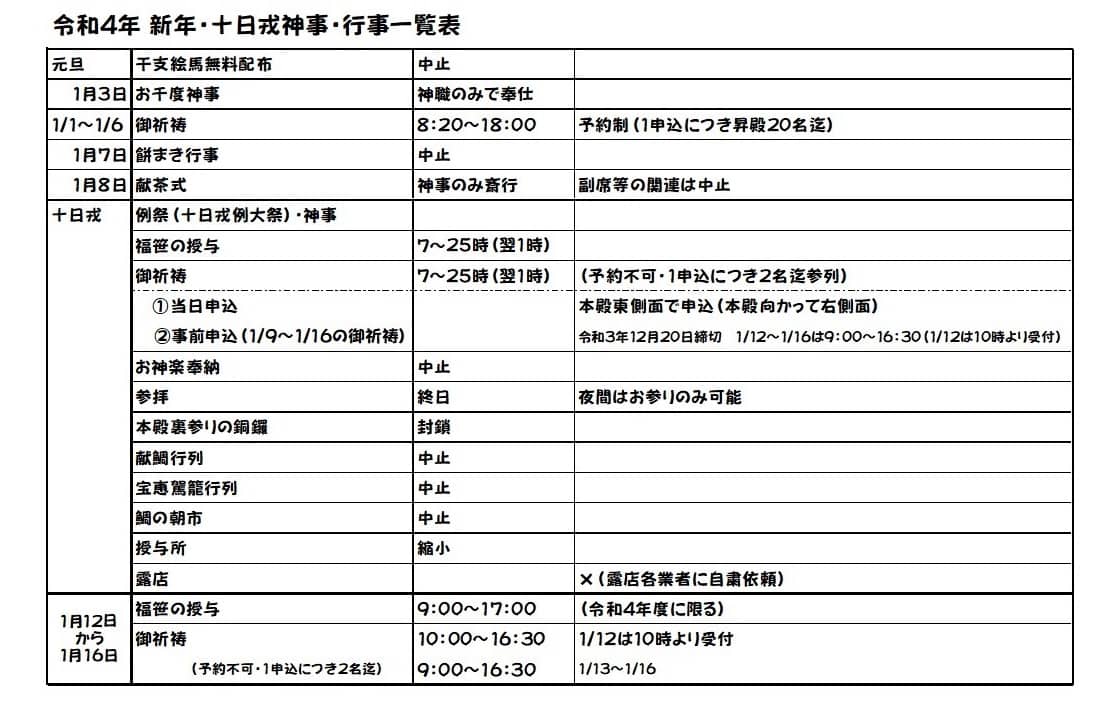 令和4年 新年・十日戎神事・行事一覧表
元旦 干支絵馬無料配布 中止
1月3日 お千度神事 神職のみで奉仕
1/1～1/6 御祈祷 8:20～18:00 予約制(1申込につき昇殿20名迄)
1月7日 餅まき行事 中止
1月8日 献茶式 神事のみ斎行 副席等の関連は中止
十日戎 例祭(十日戎例大祭)・神事
福笹の授与 7～25時(翌1時)
御祈祷 7～25時(翌1時) (予約不可・1申込につき2名迄参列)
①当日申込 本殿東側面で申込(本殿向かって右側面)
②事前申込(1/9～1/16の御祈祷) 令和3年12月20日締切 1/12～1/16は9:00～16:30(1/12は10時より受付)
お神楽奉納 中止
参拝 終日 夜間はお参りのみ可能
本殿裏参りの銅鑼 封鎖
献鯛行列 中止
宝恵駕籠行列 中止
鯛の朝市 中止
授与所 縮小
露店 ×(露店各業者に自粛依頼)
1月12日
から
1月16日
福笹の授与 9:00～17:00 (令和4年度に限る)
御祈祷 10:00～16:30 1/12は10時より受付
(予約不可・1申込につき2名迄) 9:00～16:30 1/13～1/16